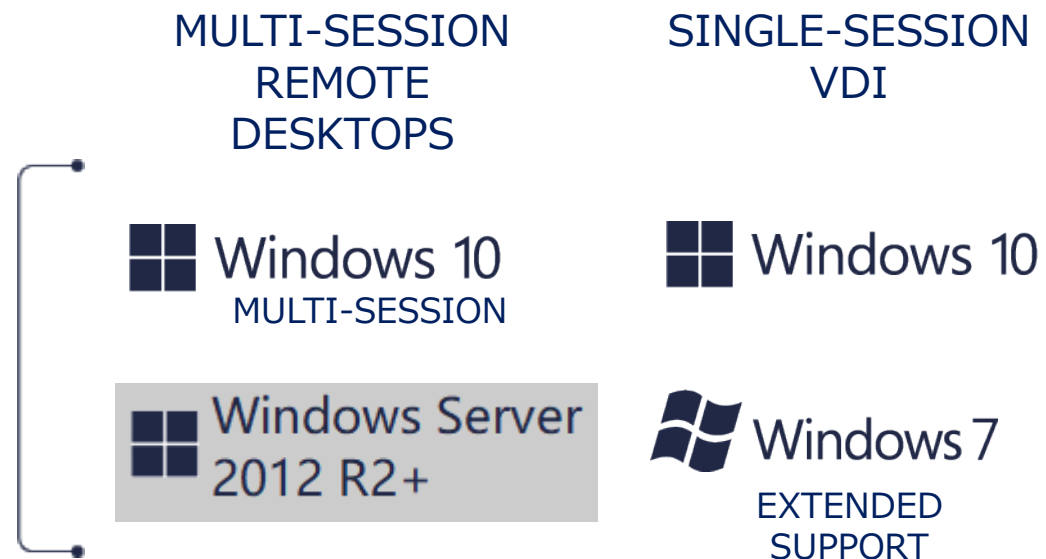 MULTI-SESSION
REMOTE
DESKTOPS
SINGLE-SESSION
VDI
Windows 10
MULTI-SESSION
Windows 10
Windows Server
2012 R2+
Windows 7
EXTENDED
SUPPORT